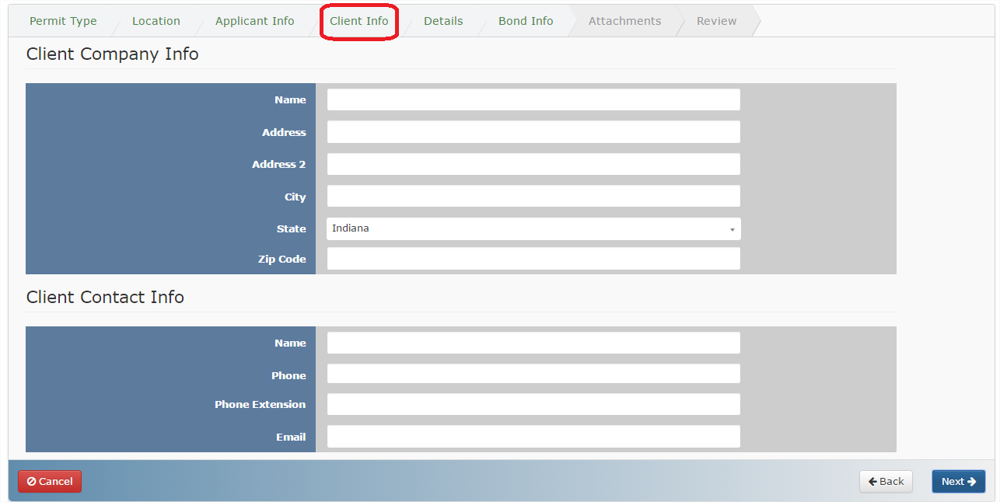 Permit Type Location Applicant Info Client Info Details Bond Info Attachments Review
Client Company Info
Name
Address
Address 2
City
State Indiana
Zip Code
Client Contact Info
Name
Phone
Phone Extension
Email
Cancel Back Next